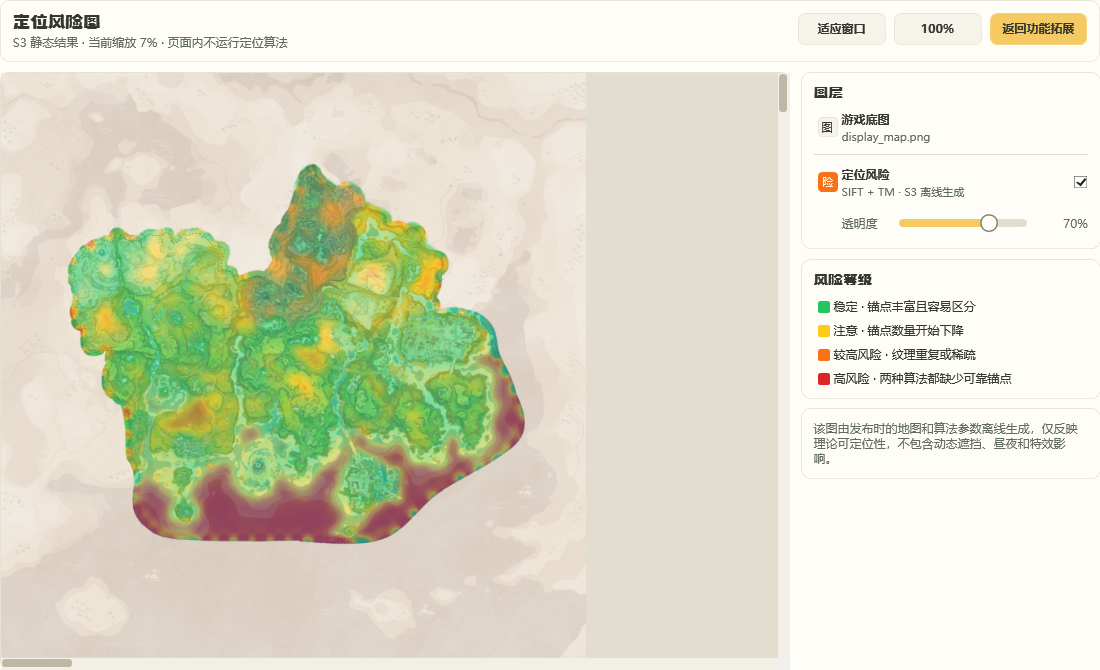 定位风险图
S3 静态结果 · 当前缩放 7% · 页面内不运行定位算法
适应窗口
100%
返回功能拓展
图层
图
游戏底图
display_map.png
险
定位风险
SIFT + TM · S3 离线生成
透明度
70%
风险等级
稳定 · 锚点丰富且容易区分
注意 · 锚点数量开始下降
较高风险 · 纹理重复或稀疏
高风险 · 两种算法都缺少可靠锚点
该图由发布时的地图和算法参数离线生成，仅反映
理论可定位性，不包含动态遮挡、昼夜和特效影
响。